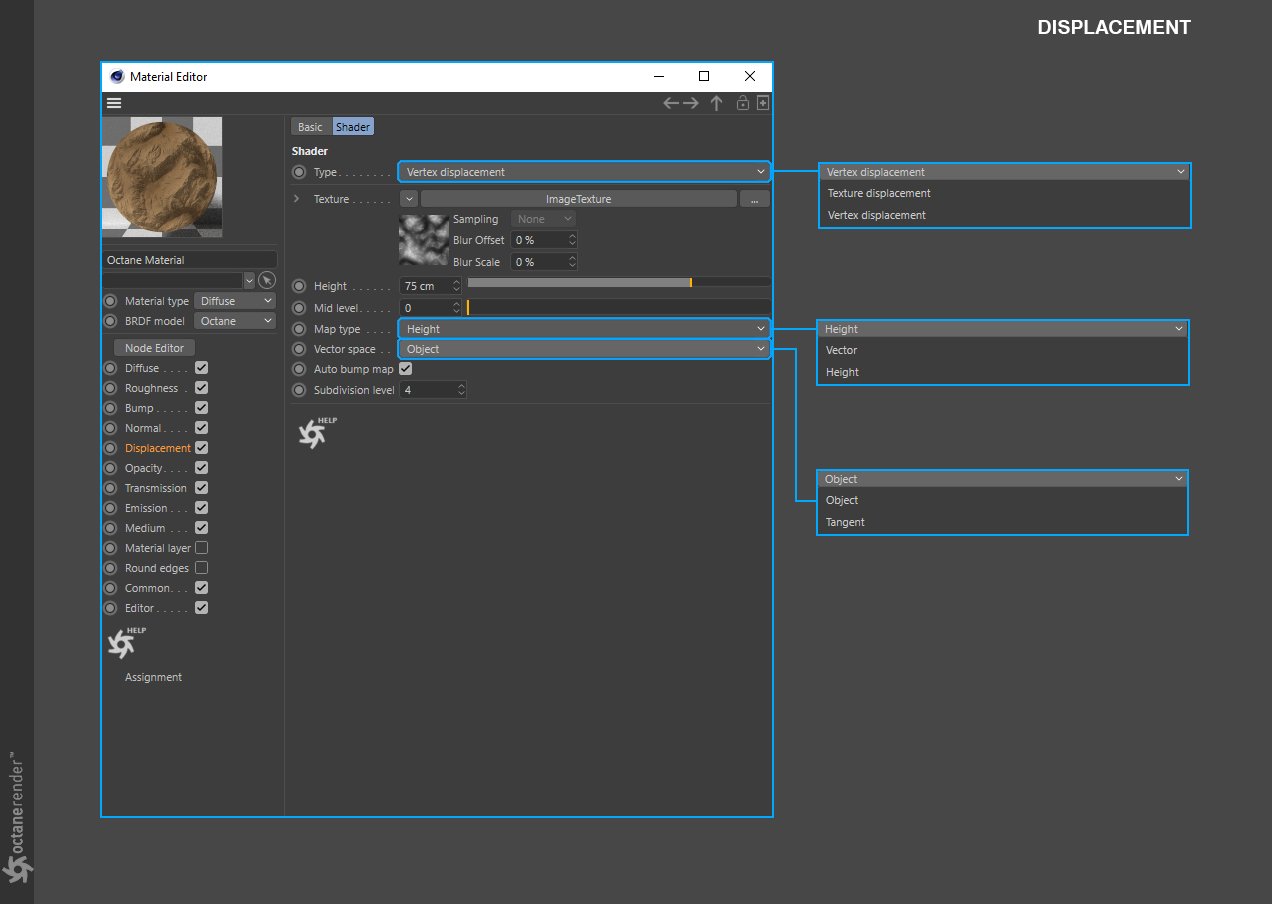 DISPLACEMENT
Material Editor
Basic
Shader
Shader
Type . . . . . . . .
Vertex displacement
Texture . . . . . .
ImageTexture
...
Sampling
None
Blur Offset
0 %
Blur Scale
0 %
Height . . . . . .
75 cm
Mid level. . . . .
0
Map type . . . .
Height
Vector space . .
Object
Auto bump map
Subdivision level
4
HELP
Octane Material
Material type
Diffuse
BRDF model
Octane
Node Editor
Diffuse . . . .
Roughness .
Bump . . . . .
Normal . . . .
Displacement
Opacity. . . .
Transmission
Emission . . .
Medium . . .
Material layer
Round edges
Common. . .
Editor . . . . .
HELP
Assignment
Vertex displacement
Texture displacement
Vertex displacement
Height
Vector
Height
Object
Object
Tangent
octanerender™